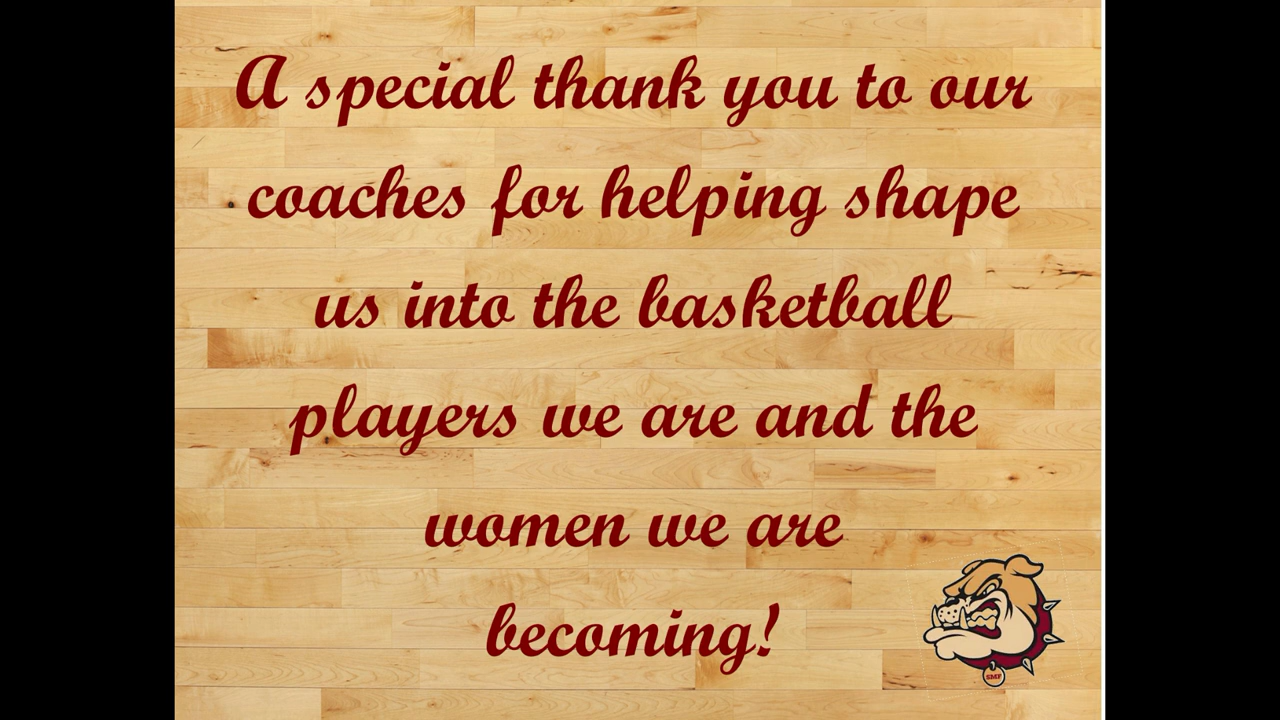 A special thank you to our
coaches for helping shape
us into the basketball
players we are and the
women we are
becoming!
SMF